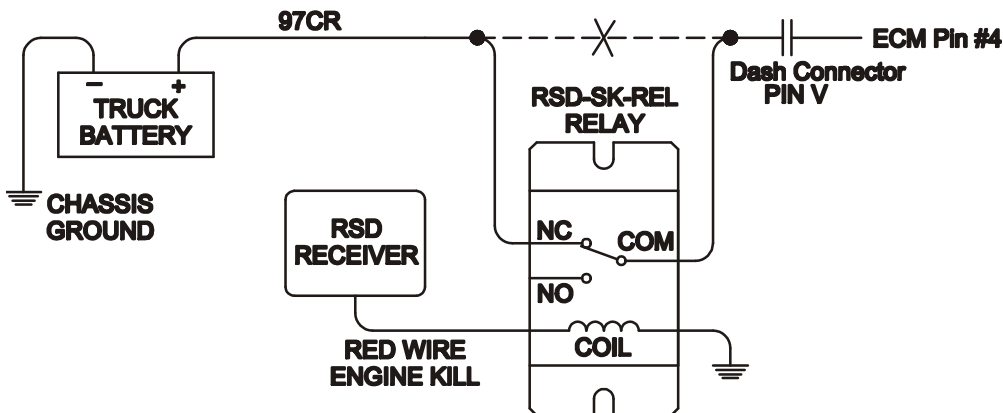 97CR
ECM Pin #4
Dash Connector
PIN V
− +
TRUCK
BATTERY
RSD-SK-REL
RELAY
CHASSIS
GROUND
RSD
RECEIVER
NC
COM
NO
COIL
RED WIRE
ENGINE KILL